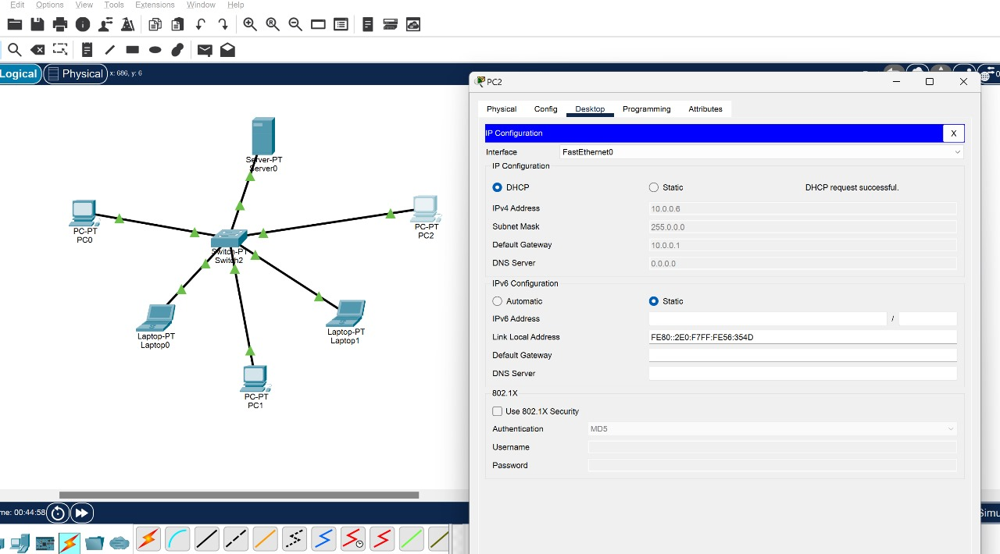 Edit Options View Tools Extensions Window Help
Logical Physical x: 686, y: 6
Server-PT
Server0
PC-PT
PC0
PC-PT
PC2
Switch-PT
Switch2
Laptop-PT
Laptop0
Laptop-PT
Laptop1
PC-PT
PC1
me: 00:44:58
PC2
Physical Config Desktop Programming Attributes
IP Configuration X
Interface FastEthernet0
IP Configuration
DHCP Static DHCP request successful.
IPv4 Address 10.0.0.6
Subnet Mask 255.0.0.0
Default Gateway 10.0.0.1
DNS Server 0.0.0.0
IPv6 Configuration
Automatic Static
IPv6 Address /
Link Local Address FE80::2E0:F7FF:FE56:354D
Default Gateway
DNS Server
802.1X
Use 802.1X Security
Authentication MD5
Username
Password
Simu